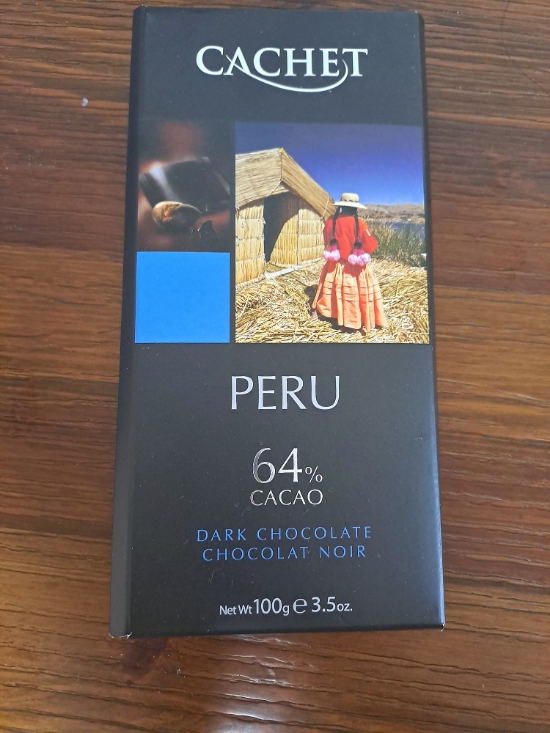 CACHET
PERU
64%
CACAO
DARK CHOCOLATE
CHOCOLAT NOIR
Net Wt 100g ℮ 3.5oz.